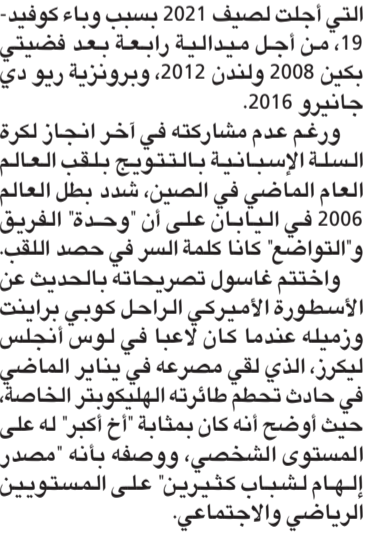 التي أجلت لصيف 2021 بسبب وباء كوفيد-
19، من أجل ميدالية رابعة بعد فضيتي
بكين 2008 ولندن 2012، وبرونزية ريو دي
جانيرو 2016.
ورغم عدم مشاركته في آخر انجاز لكرة
السلة الإسبانية بالتتويج بلقب العالم
العام الماضي في الصين، شدد بطل العالم
2006 في اليابان على أن "وحدة" الفريق
و"التواضع" كانا كلمة السر في حصد اللقب.
واختتم غاسول تصريحاته بالحديث عن
الأسطورة الأميركي الراحل كوبي براينت
وزميله عندما كان لاعبا في لوس أنجلس
ليكرز، الذي لقي مصرعه في يناير الماضي
في حادث تحطم طائرته الهليكوبتر الخاصة،
حيث أوضح أنه كان بمثابة "أخ أكبر" له على
المستوى الشخصي، ووصفه بأنه "مصدر
إلهام لشباب كثيرين" على المستويين
الرياضي والاجتماعي.